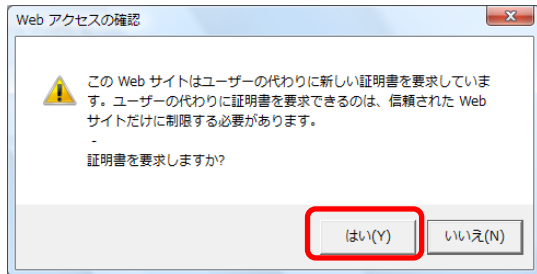 Web アクセスの確認
この Web サイトはユーザーの代わりに新しい証明書を要求していま
す。ユーザーの代わりに証明書を要求できるのは、信頼された Web
サイトだけに制限する必要があります。
-
証明書を要求しますか?
はい(Y) いいえ(N)